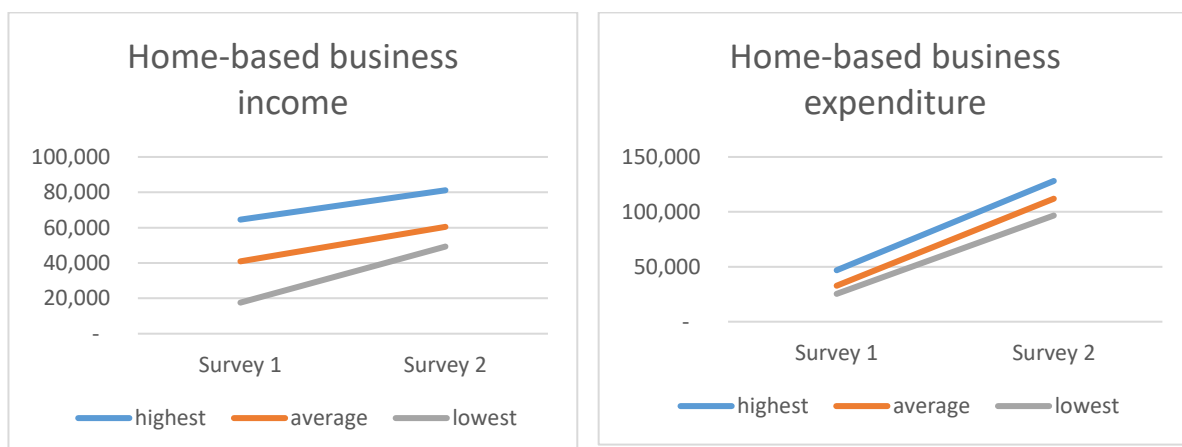 Home-based business
income
100,000
80,000
60,000
40,000
20,000
-
Survey 1 Survey 2
highest average lowest
Home-based business
expenditure
150,000
100,000
50,000
-
Survey 1 Survey 2
highest average lowest